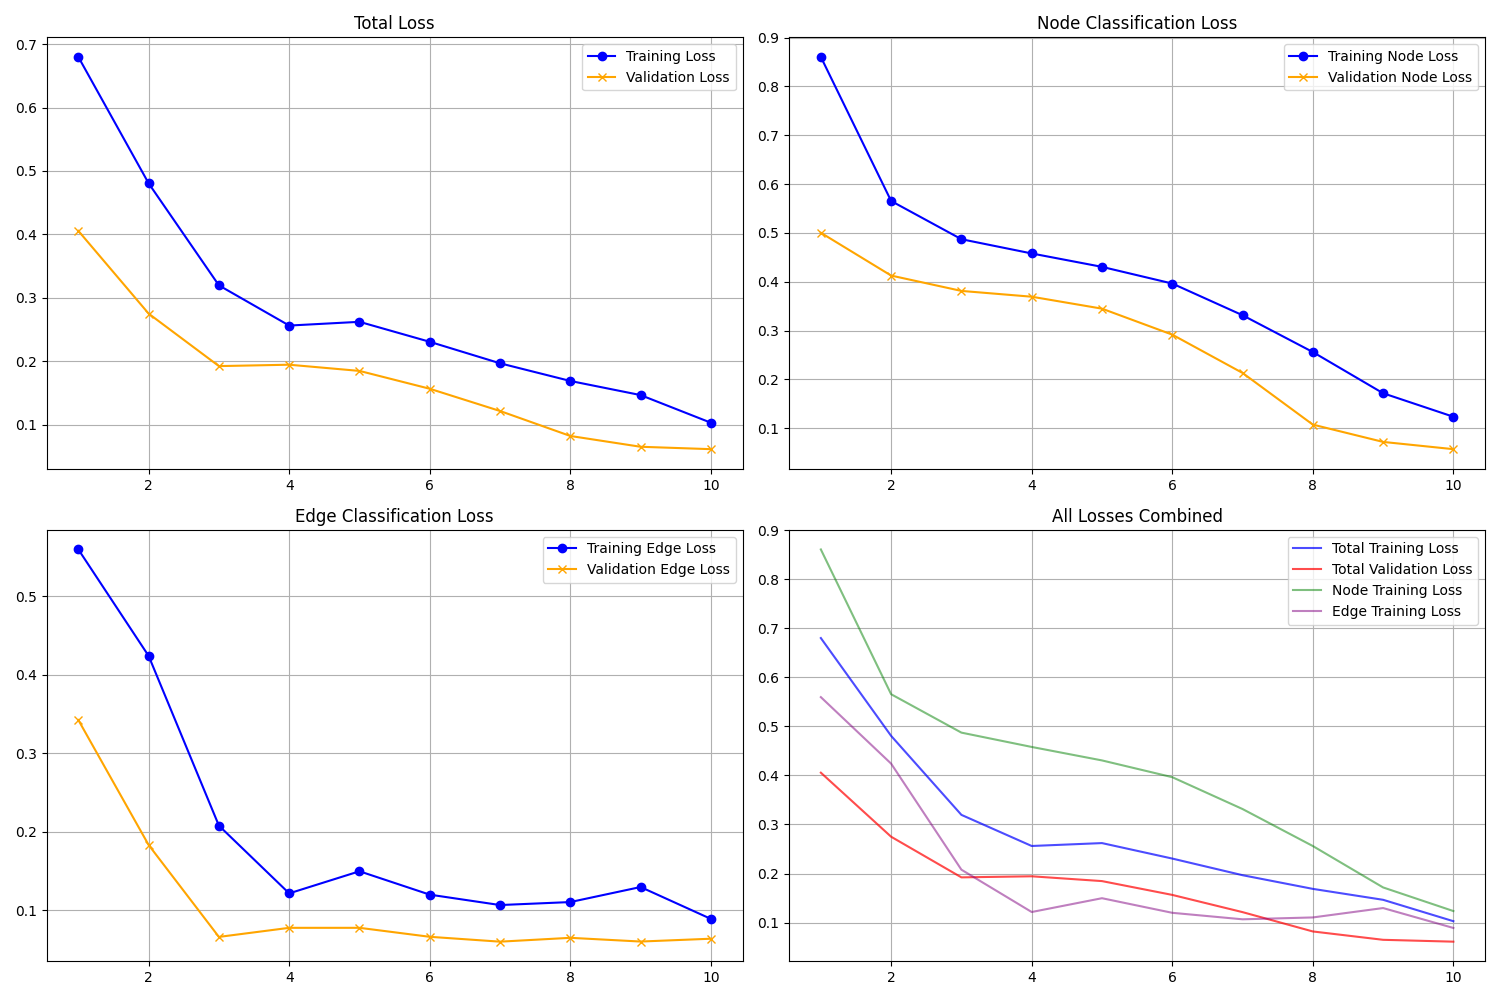 Total Loss
0.7
0.6
0.5
0.4
0.3
0.2
0.1
Training Loss
Validation Loss
2 4 6 8 10
Node Classification Loss
0.9
0.8
0.7
0.6
0.5
0.4
0.3
0.2
0.1
Training Node Loss
Validation Node Loss
2 4 6 8 10
Edge Classification Loss
0.5
0.4
0.3
0.2
0.1
Training Edge Loss
Validation Edge Loss
2 4 6 8 10
All Losses Combined
0.9
0.8
0.7
0.6
0.5
0.4
0.3
0.2
0.1
Total Training Loss
Total Validation Loss
Node Training Loss
Edge Training Loss
2 4 6 8 10